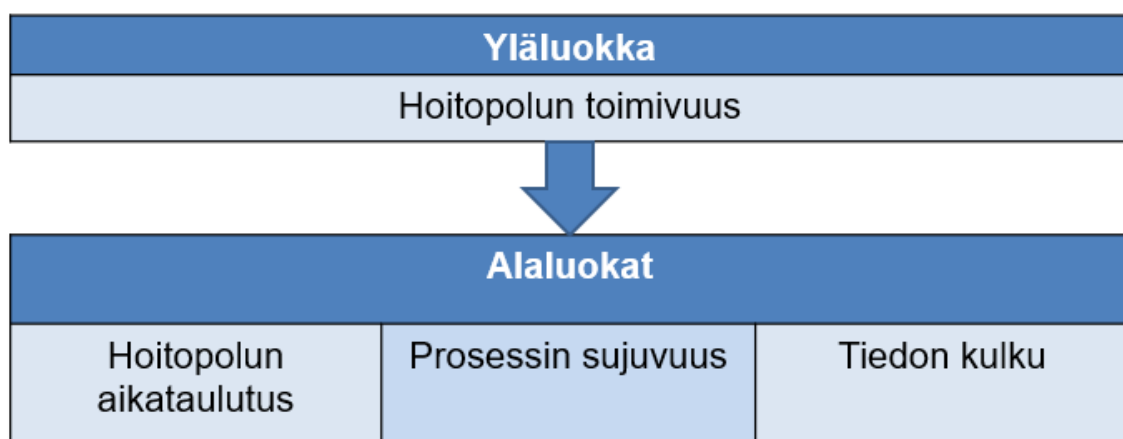 Yläluokka
Hoitopolun toimivuus
Alaluokat
Hoitopolun
aikataulutus
Prosessin sujuvuus
Tiedon kulku